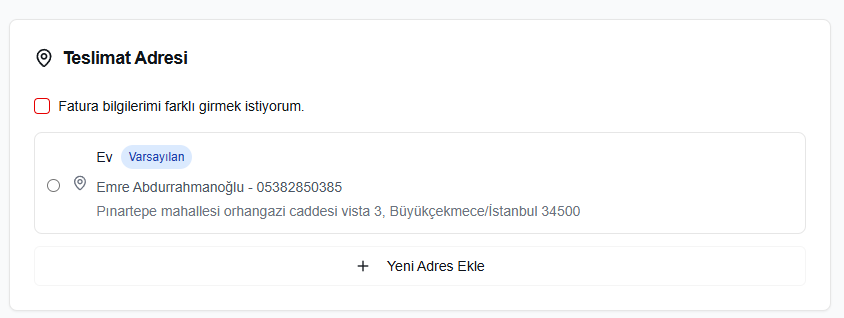 Teslimat Adresi
Fatura bilgilerimi farklı girmek istiyorum.
Ev Varsayılan
Emre Abdurrahmanoğlu - 05382850385
Pınartepe mahallesi orhangazi caddesi vista 3, Büyükçekmece/İstanbul 34500
+ Yeni Adres Ekle